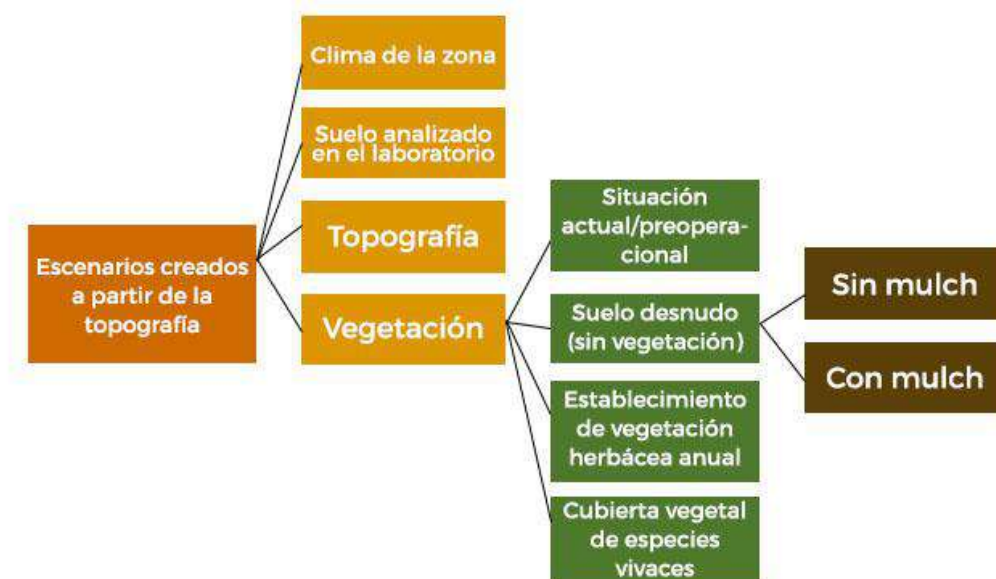 Escenarios creados
a partir de la
topografía
Clima de la zona
Suelo analizado
en el laboratorio
Topografía
Vegetación
Situación
actual/preopera-
cional
Suelo desnudo
(sin vegetación)
Establecimiento
de vegetación
herbácea anual
Cubierta vegetal
de especies
vivaces
Sin mulch
Con mulch